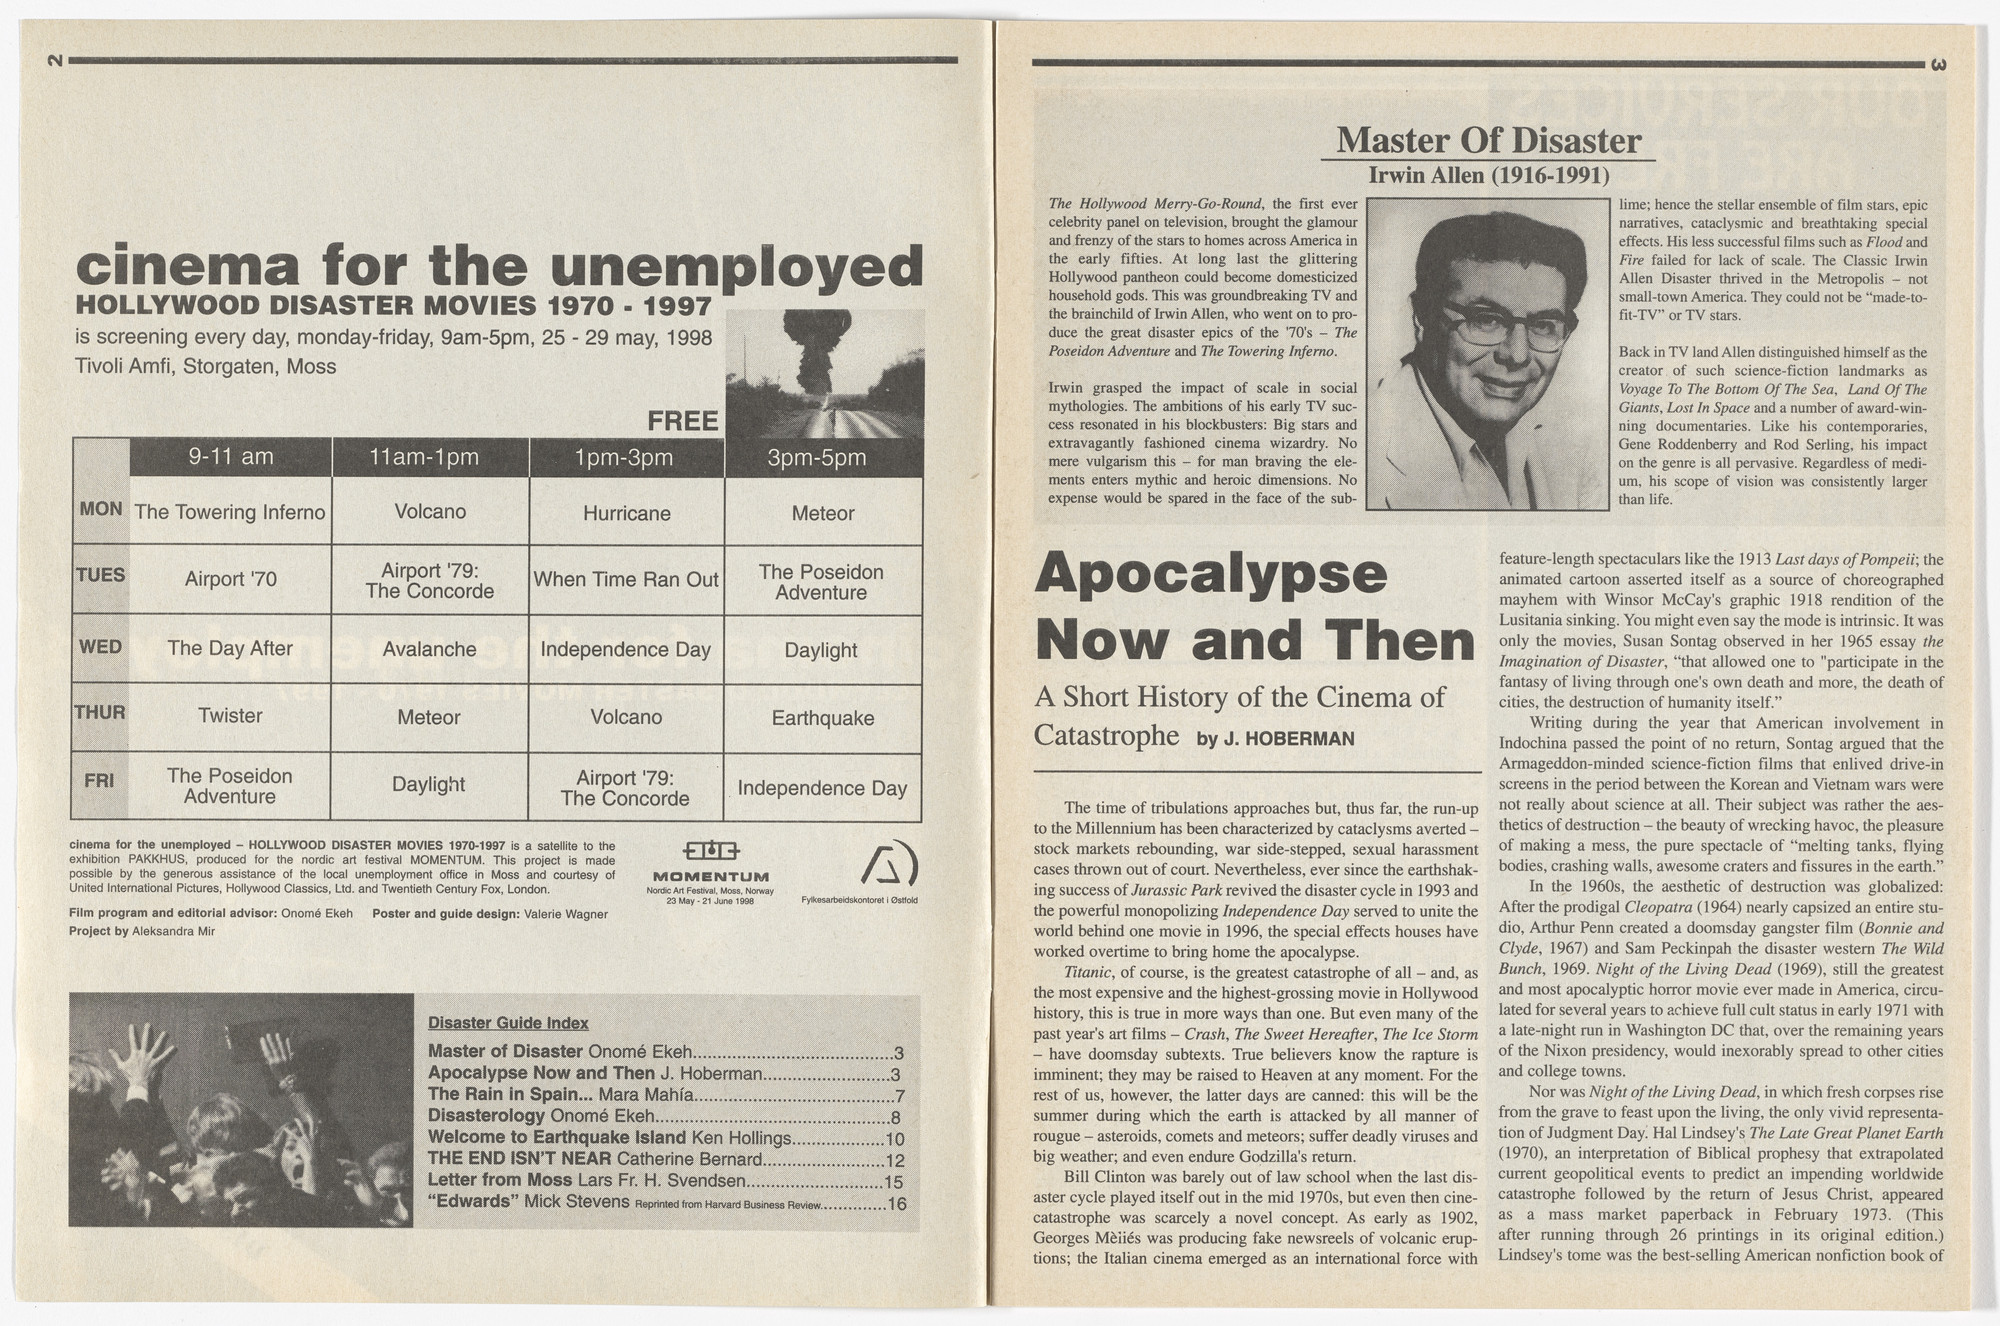 2
cinema for the unemployed
HOLLYWOOD DISASTER MOVIES 1970 - 1997
is screening every day, monday-friday, 9am-5pm, 25 - 29 may, 1998
Tivoli Amfi, Storgaten, Moss
FREE
9-11 am 11am-1pm 1pm-3pm 3pm-5pm
MON The Towering Inferno Volcano Hurricane Meteor
TUES Airport '70 Airport '79: The Concorde When Time Ran Out The Poseidon Adventure
WED The Day After Avalanche Independence Day Daylight
THUR Twister Meteor Volcano Earthquake
FRI The Poseidon Adventure Daylight Airport '79: The Concorde Independence Day
cinema for the unemployed – HOLLYWOOD DISASTER MOVIES 1970-1997 is a satellite to the
exhibition PAKKHUS, produced for the nordic art festival MOMENTUM. This project is made
possible by the generous assistance of the local unemployment office in Moss and courtesy of
United International Pictures, Hollywood Classics, Ltd. and Twentieth Century Fox, London.
Film program and editorial advisor: Onomé Ekeh Poster and guide design: Valerie Wagner
Project by Aleksandra Mir
MOMENTUM
Nordic Art Festival, Moss, Norway
23 May - 21 June 1998
Fylkesarbeidskontoret i Østfold
Disaster Guide Index
Master of Disaster Onomé Ekeh..................................3
Apocalypse Now and Then J. Hoberman.......................3
The Rain in Spain... Mara Mahía..................................7
Disasterology Onomé Ekeh.......................................8
Welcome to Earthquake Island Ken Hollings................10
THE END ISN'T NEAR Catherine Bernard.....................12
Letter from Moss Lars Fr. H. Svendsen.......................15
“Edwards” Mick Stevens Reprinted from Harvard Business Review..............16
3
Master Of Disaster
Irwin Allen (1916-1991)
The Hollywood Merry-Go-Round, the first ever
celebrity panel on television, brought the glamour
and frenzy of the stars to homes across America in
the early fifties. At long last the glittering
Hollywood pantheon could become domesticized
household gods. This was groundbreaking TV and
the brainchild of Irwin Allen, who went on to pro-
duce the great disaster epics of the '70's – The
Poseidon Adventure and The Towering Inferno.
Irwin grasped the impact of scale in social
mythologies. The ambitions of his early TV suc-
cess resonated in his blockbusters: Big stars and
extravagantly fashioned cinema wizardry. No
mere vulgarism this – for man braving the ele-
ments enters mythic and heroic dimensions. No
expense would be spared in the face of the sub-
lime; hence the stellar ensemble of film stars, epic
narratives, cataclysmic and breathtaking special
effects. His less successful films such as Flood and
Fire failed for lack of scale. The Classic Irwin
Allen Disaster thrived in the Metropolis – not
small-town America. They could not be “made-to-
fit-TV” or TV stars.
Back in TV land Allen distinguished himself as the
creator of such science-fiction landmarks as
Voyage To The Bottom Of The Sea, Land Of The
Giants, Lost In Space and a number of award-win-
ning documentaries. Like his contemporaries,
Gene Roddenberry and Rod Serling, his impact
on the genre is all pervasive. Regardless of medi-
um, his scope of vision was consistently larger
than life.
Apocalypse
Now and Then
A Short History of the Cinema of
Catastrophe by J. HOBERMAN
The time of tribulations approaches but, thus far, the run-up
to the Millennium has been characterized by cataclysms averted –
stock markets rebounding, war side-stepped, sexual harassment
cases thrown out of court. Nevertheless, ever since the earthshak-
ing success of Jurassic Park revived the disaster cycle in 1993 and
the powerful monopolizing Independence Day served to unite the
world behind one movie in 1996, the special effects houses have
worked overtime to bring home the apocalypse.
Titanic, of course, is the greatest catastrophe of all – and, as
the most expensive and the highest-grossing movie in Hollywood
history, this is true in more ways than one. But even many of the
past year's art films – Crash, The Sweet Hereafter, The Ice Storm
– have doomsday subtexts. True believers know the rapture is
imminent; they may be raised to Heaven at any moment. For the
rest of us, however, the latter days are canned: this will be the
summer during which the earth is attacked by all manner of
rogue – asteroids, comets and meteors; suffer deadly viruses and
big weather; and even endure Godzilla's return.
Bill Clinton was barely out of law school when the last dis-
aster cycle played itself out in the mid 1970s, but even then cine-
catastrophe was scarcely a novel concept. As early as 1902,
Georges Mèiiés was producing fake newsreels of volcanic erup-
tions; the Italian cinema emerged as an international force with
feature-length spectaculars like the 1913 Last days of Pompeii; the
animated cartoon asserted itself as a source of choreographed
mayhem with Winsor McCay's graphic 1918 rendition of the
Lusitania sinking. You might even say the mode is intrinsic. It was
only the movies, Susan Sontag observed in her 1965 essay the
Imagination of Disaster, “that allowed one to "participate in the
fantasy of living through one's own death and more, the death of
cities, the destruction of humanity itself.”
Writing during the year that American involvement in
Indochina passed the point of no return, Sontag argued that the
Armageddon-minded science-fiction films that enlived drive-in
screens in the period between the Korean and Vietnam wars were
not really about science at all. Their subject was rather the aes-
thetics of destruction – the beauty of wrecking havoc, the pleasure
of making a mess, the pure spectacle of “melting tanks, flying
bodies, crashing walls, awesome craters and fissures in the earth.”
In the 1960s, the aesthetic of destruction was globalized:
After the prodigal Cleopatra (1964) nearly capsized an entire stu-
dio, Arthur Penn created a doomsday gangster film (Bonnie and
Clyde, 1967) and Sam Peckinpah the disaster western The Wild
Bunch, 1969. Night of the Living Dead (1969), still the greatest
and most apocalyptic horror movie ever made in America, circu-
lated for several years to achieve full cult status in early 1971 with
a late-night run in Washington DC that, over the remaining years
of the Nixon presidency, would inexorably spread to other cities
and college towns.
Nor was Night of the Living Dead, in which fresh corpses rise
from the grave to feast upon the living, the only vivid representa-
tion of Judgment Day. Hal Lindsey's The Late Great Planet Earth
(1970), an interpretation of Biblical prophesy that extrapolated
current geopolitical events to predict an impending worldwide
catastrophe followed by the return of Jesus Christ, appeared
as a mass market paperback in February 1973. (This
after running through 26 printings in its original edition.)
Lindsey's tome was the best-selling American nonfiction book of